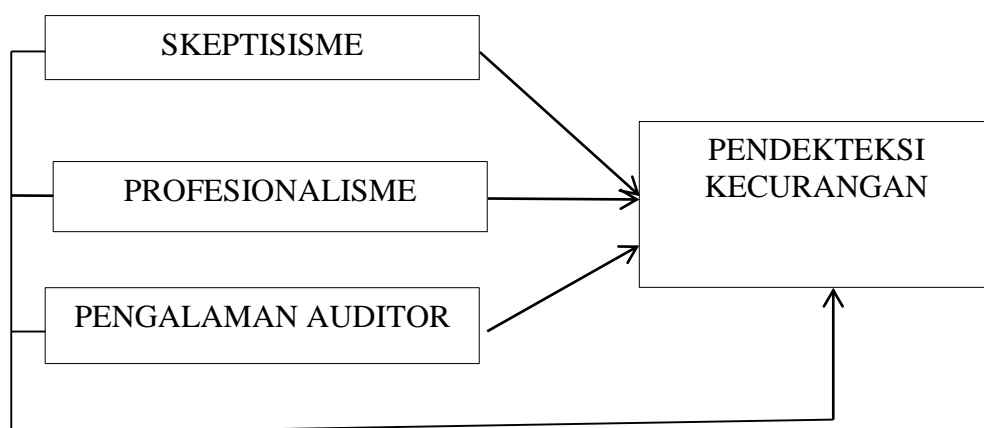 SKEPTISISME
PROFESIONALISME
PENGALAMAN AUDITOR
PENDEKTEKSI
KECURANGAN